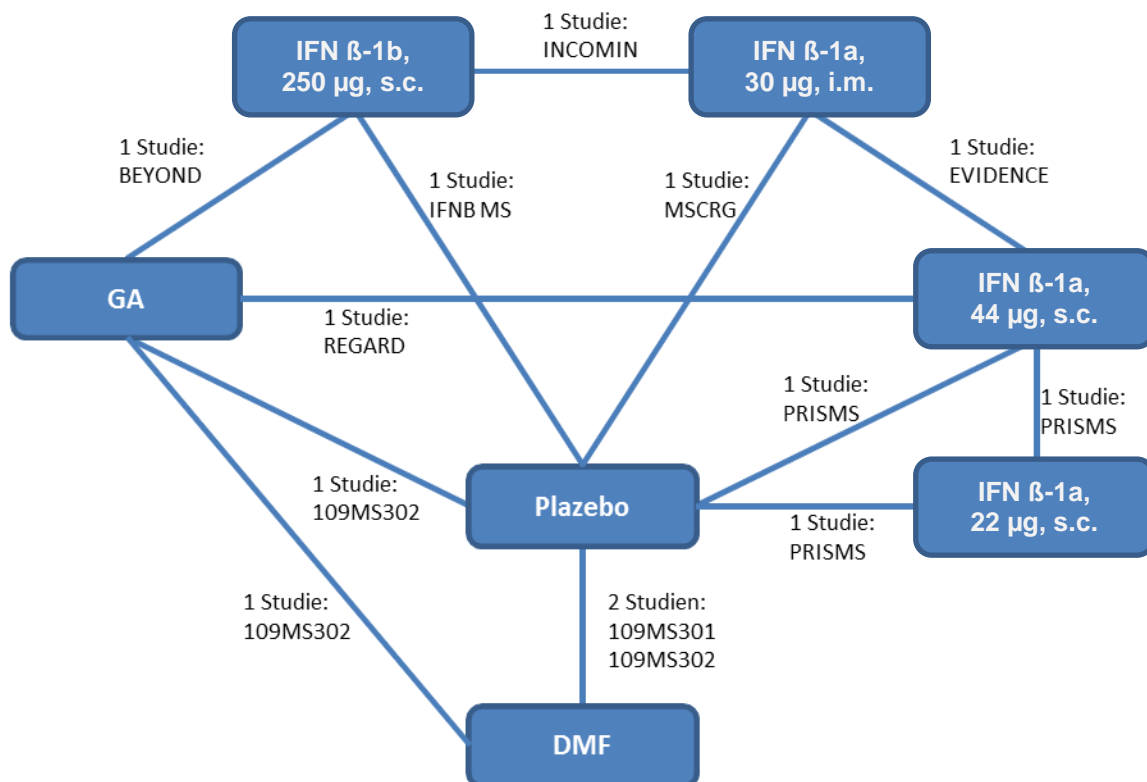 1 Studie:
INCOMIN
IFN ß-1b,
250 µg, s.c.
IFN ß-1a,
30 µg, i.m.
1 Studie:
BEYOND
1 Studie:
IFNB MS
1 Studie:
MSCRG
1 Studie:
EVIDENCE
GA
IFN ß-1a,
44 µg, s.c.
1 Studie:
REGARD
1 Studie:
PRISMS
1 Studie:
PRISMS
1 Studie:
109MS302
Plazebo
IFN ß-1a,
22 µg, s.c.
1 Studie:
PRISMS
1 Studie:
109MS302
2 Studien:
109MS301
109MS302
DMF